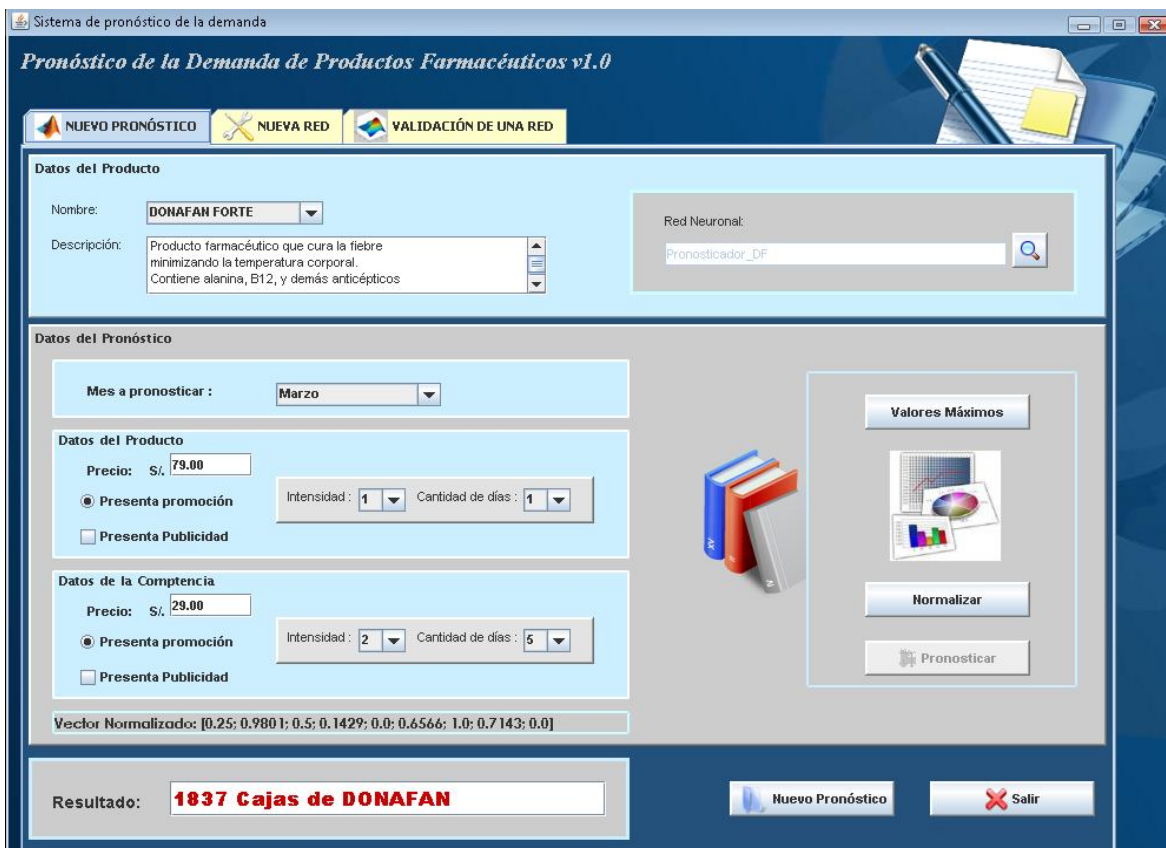 Sistema de pronóstico de la demanda
Pronóstico de la Demanda de Productos Farmacéuticos v1.0
NUEVO PRONÓSTICO
NUEVA RED
VALIDACIÓN DE UNA RED
Datos del Producto
Nombre: DONAFAN FORTE
Descripción: Producto farmacéutico que cura la fiebre
minimizando la temperatura corporal.
Contiene alanina, B12, y demás anticépticos
Red Neuronal:
Pronosticador_DF
Datos del Pronóstico
Mes a pronosticar : Marzo
Datos del Producto
Precio: S/. 79.00
Presenta promoción
Intensidad : 1 Cantidad de días : 1
Presenta Publicidad
Datos de la Comptencia
Precio: S/. 29.00
Presenta promoción
Intensidad : 2 Cantidad de días : 5
Presenta Publicidad
Vector Normalizado: [0.25; 0.9801; 0.5; 0.1429; 0.0; 0.6566; 1.0; 0.7143; 0.0]
Valores Máximos
Normalizar
Pronosticar
Resultado: 1837 Cajas de DONAFAN
Nuevo Pronóstico
Salir